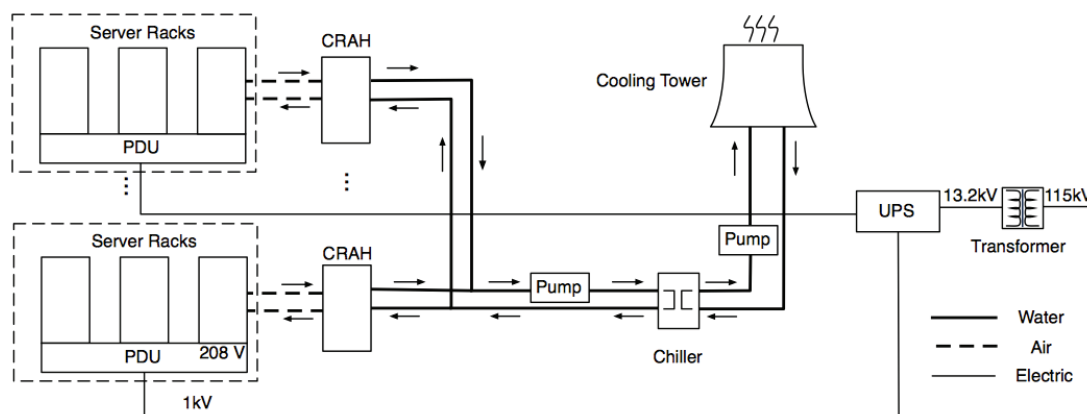 Server Racks
CRAH
Cooling Tower
PDU
UPS
13.2kV
115kV
Transformer
Server Racks
CRAH
Pump
Pump
208 V
PDU
Chiller
1kV
Water
Air
Electric